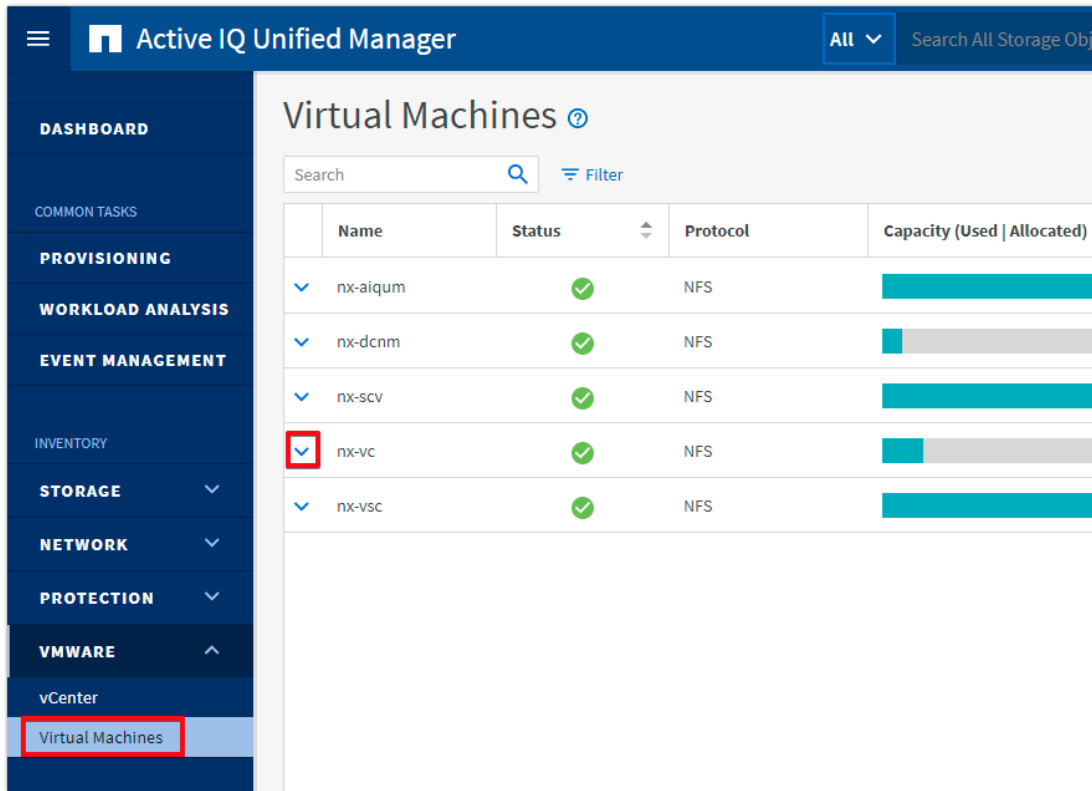 Active IQ Unified Manager
All
Search All Storage Obj
DASHBOARD
COMMON TASKS
PROVISIONING
WORKLOAD ANALYSIS
EVENT MANAGEMENT
INVENTORY
STORAGE
NETWORK
PROTECTION
VMWARE
vCenter
Virtual Machines
Virtual Machines ?
Search
Filter
Name Status Protocol Capacity (Used | Allocated)
nx-aiqum NFS
nx-dcnm NFS
nx-scv NFS
nx-vc NFS
nx-vsc NFS